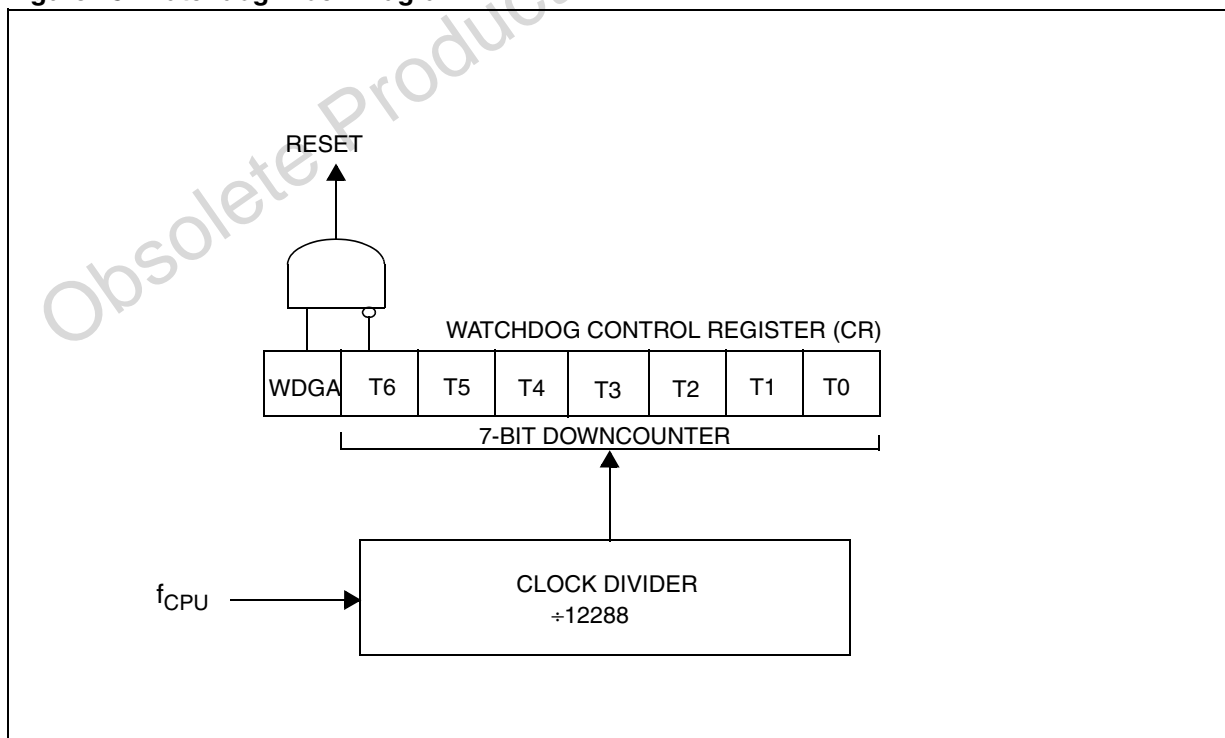 Obsolete Product
RESET
WATCHDOG CONTROL REGISTER (CR)
WDGA T6 T5 T4 T3 T2 T1 T0
7-BIT DOWNCOUNTER
fCPU
CLOCK DIVIDER
÷12288